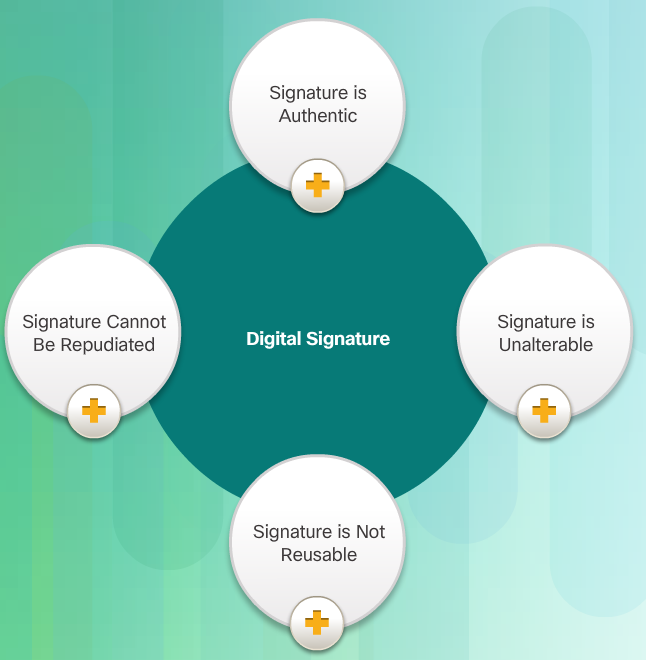 Signature is
Authentic
Signature Cannot
Be Repudiated
Digital Signature
Signature is
Unalterable
Signature is Not
Reusable